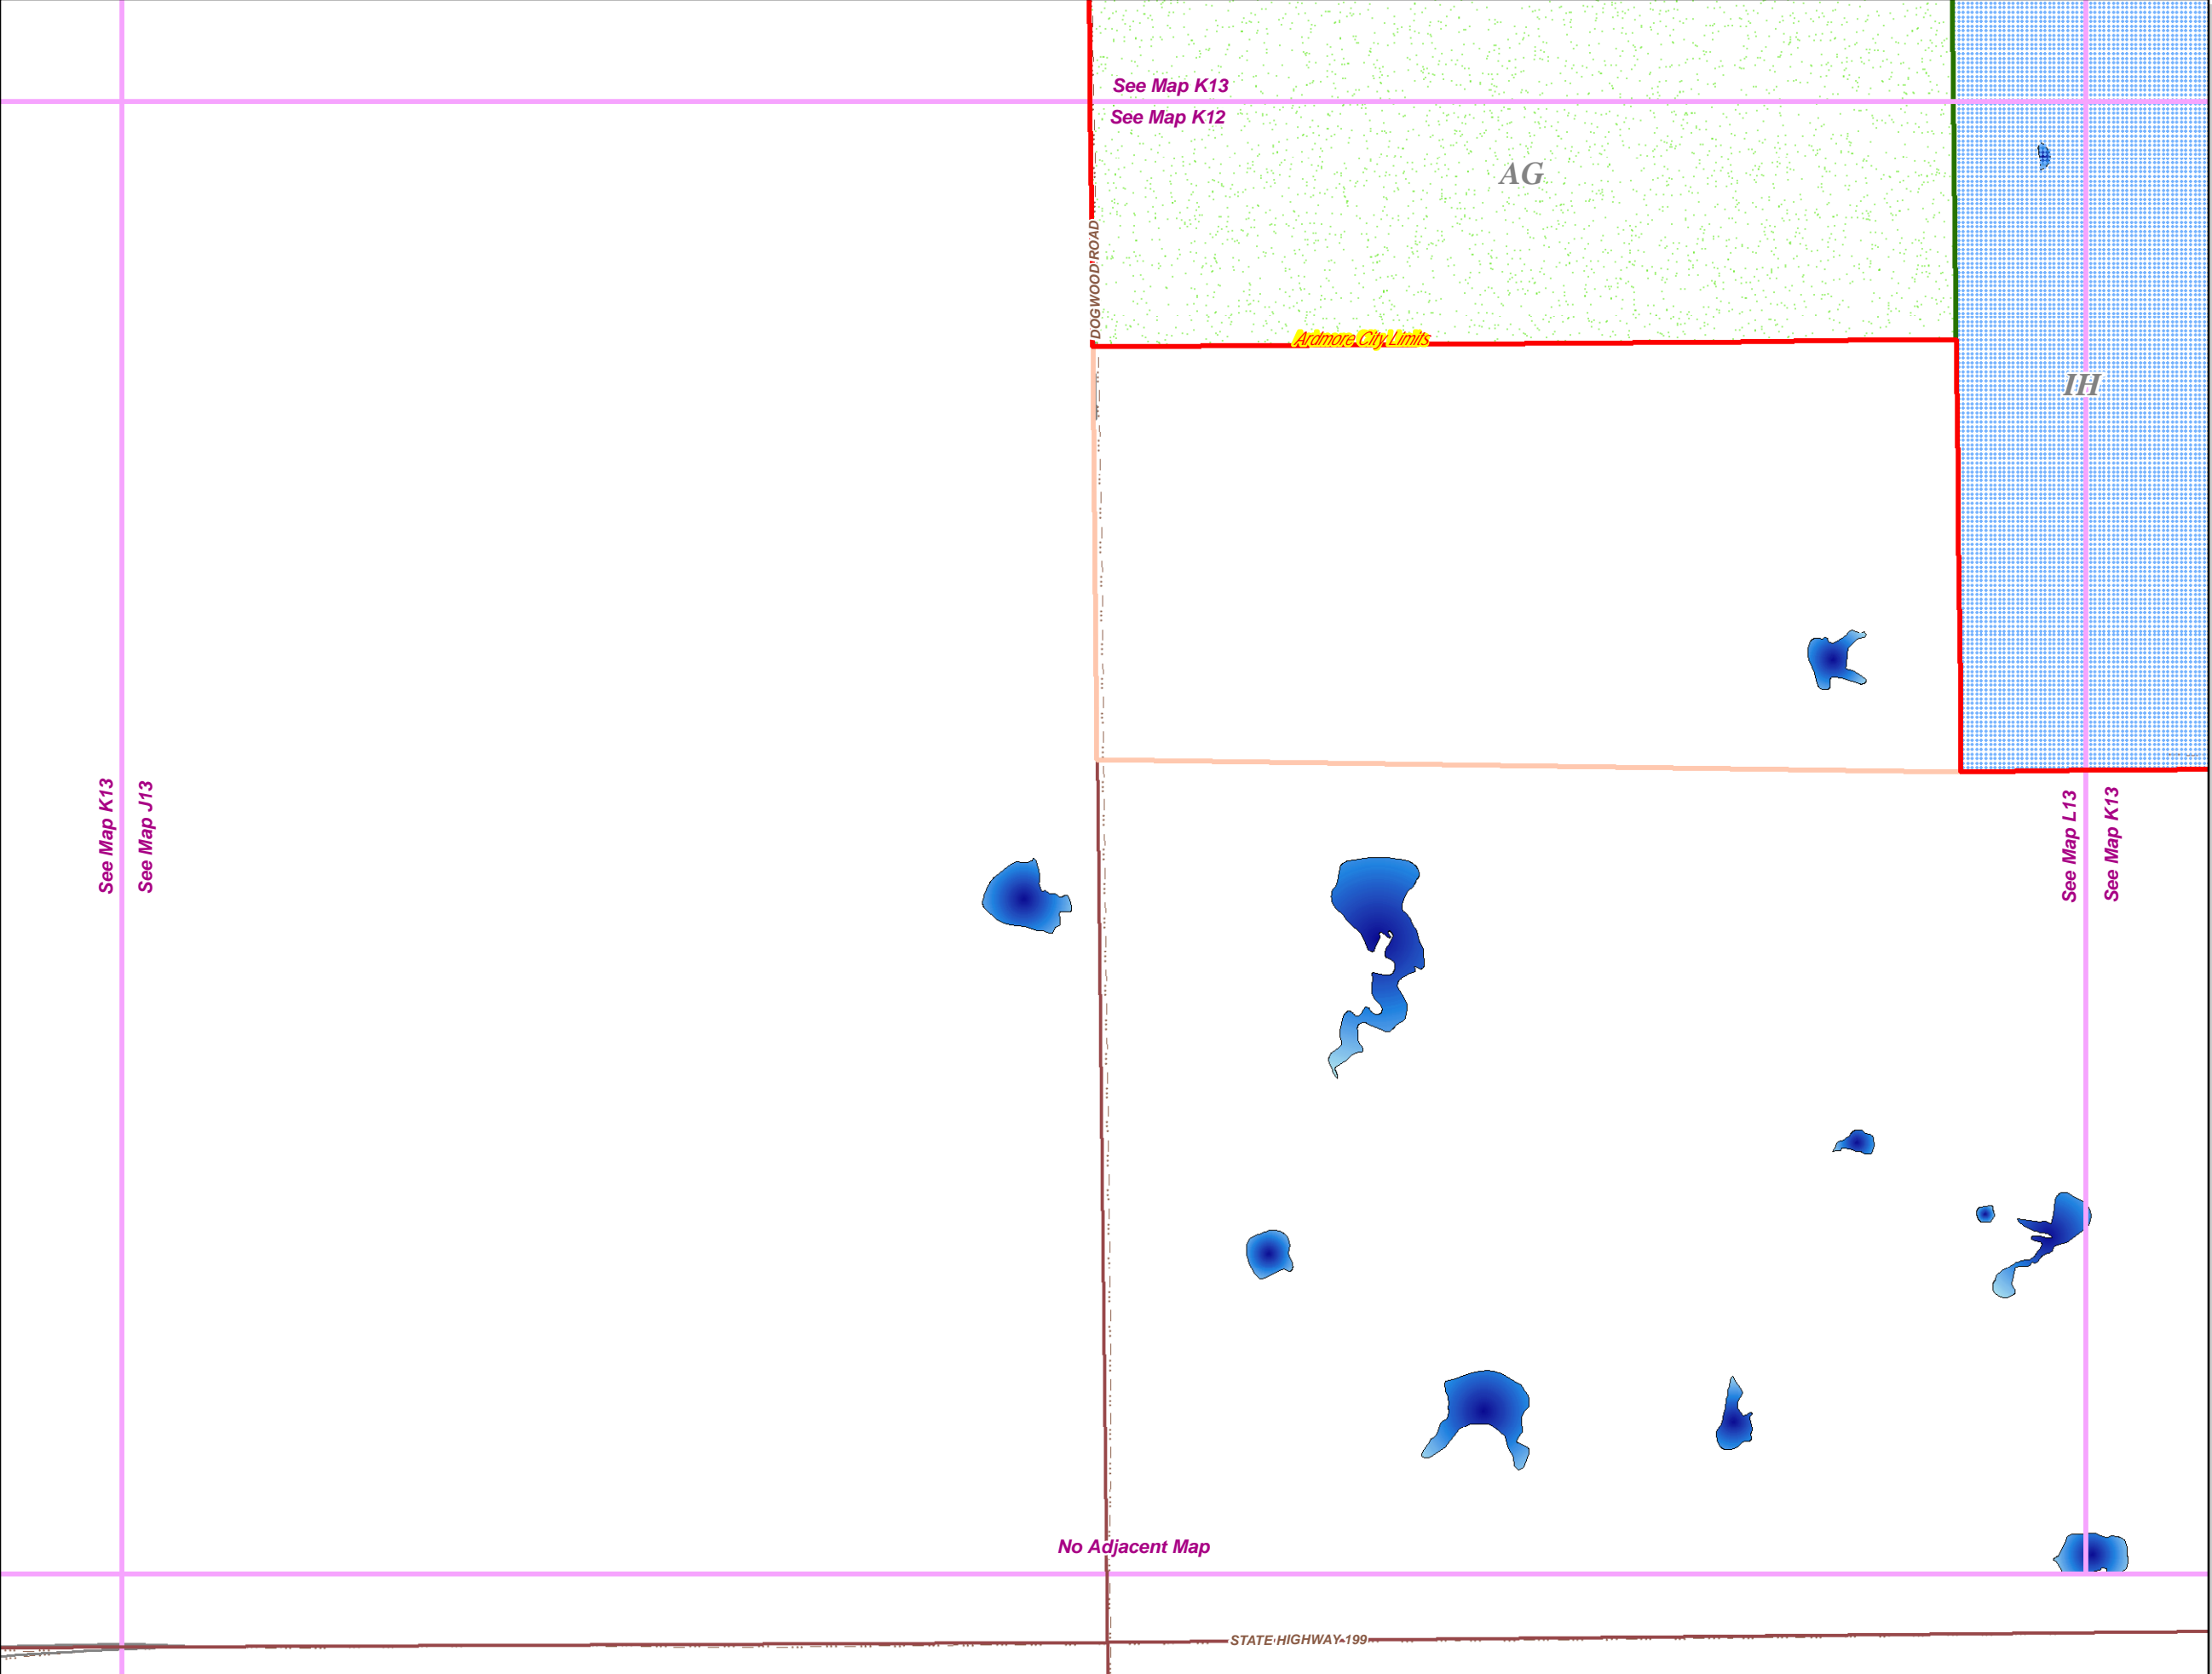 See Map K13
See Map K12
AG
DOGWOOD ROAD
Ardmore City Limits
IH
See Map K13
See Map J13
See Map L13
See Map K13
No Adjacent Map
STATE HIGHWAY 199